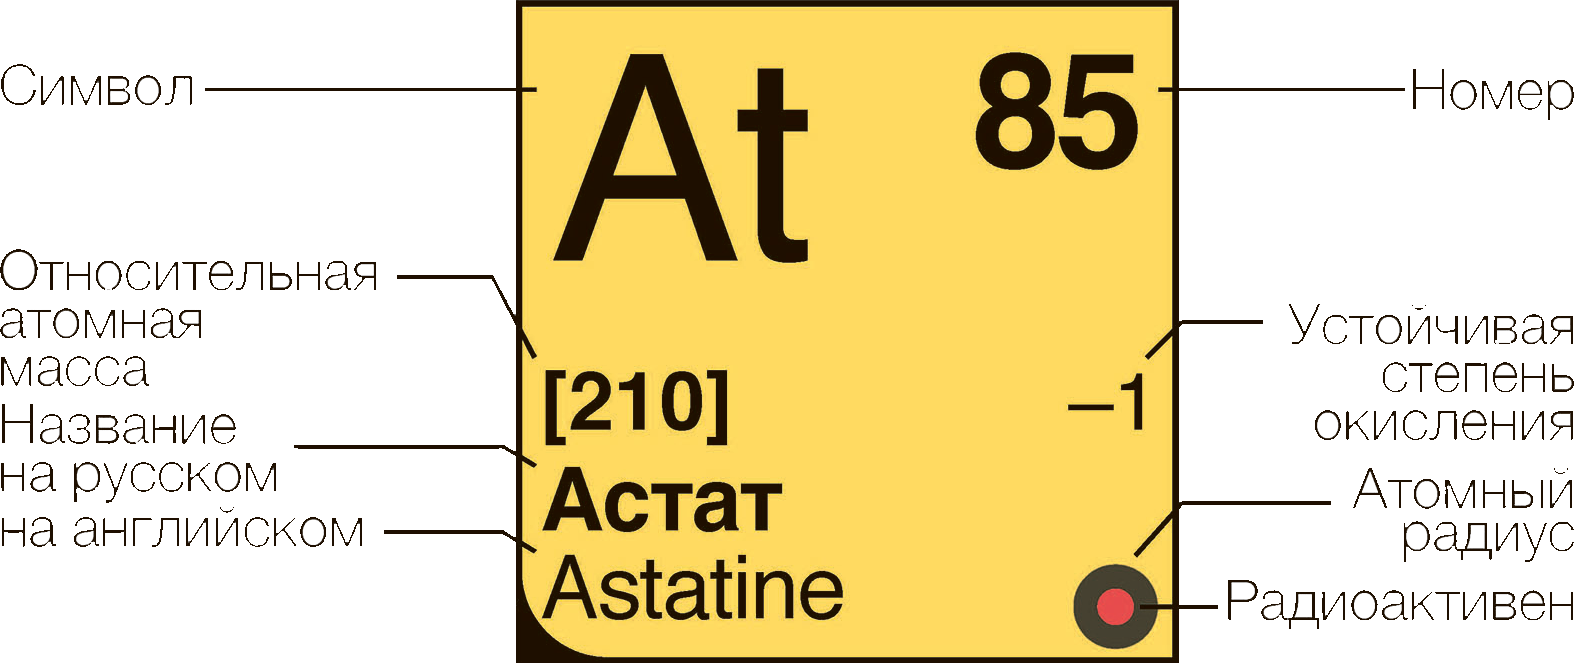 Символ
At
85
Номер
Относительная
атомная
масса
[210]
–1
Устойчивая
степень
окисления
Название
на русском
Астат
на английском
Astatine
Атомный
радиус
Радиоактивен